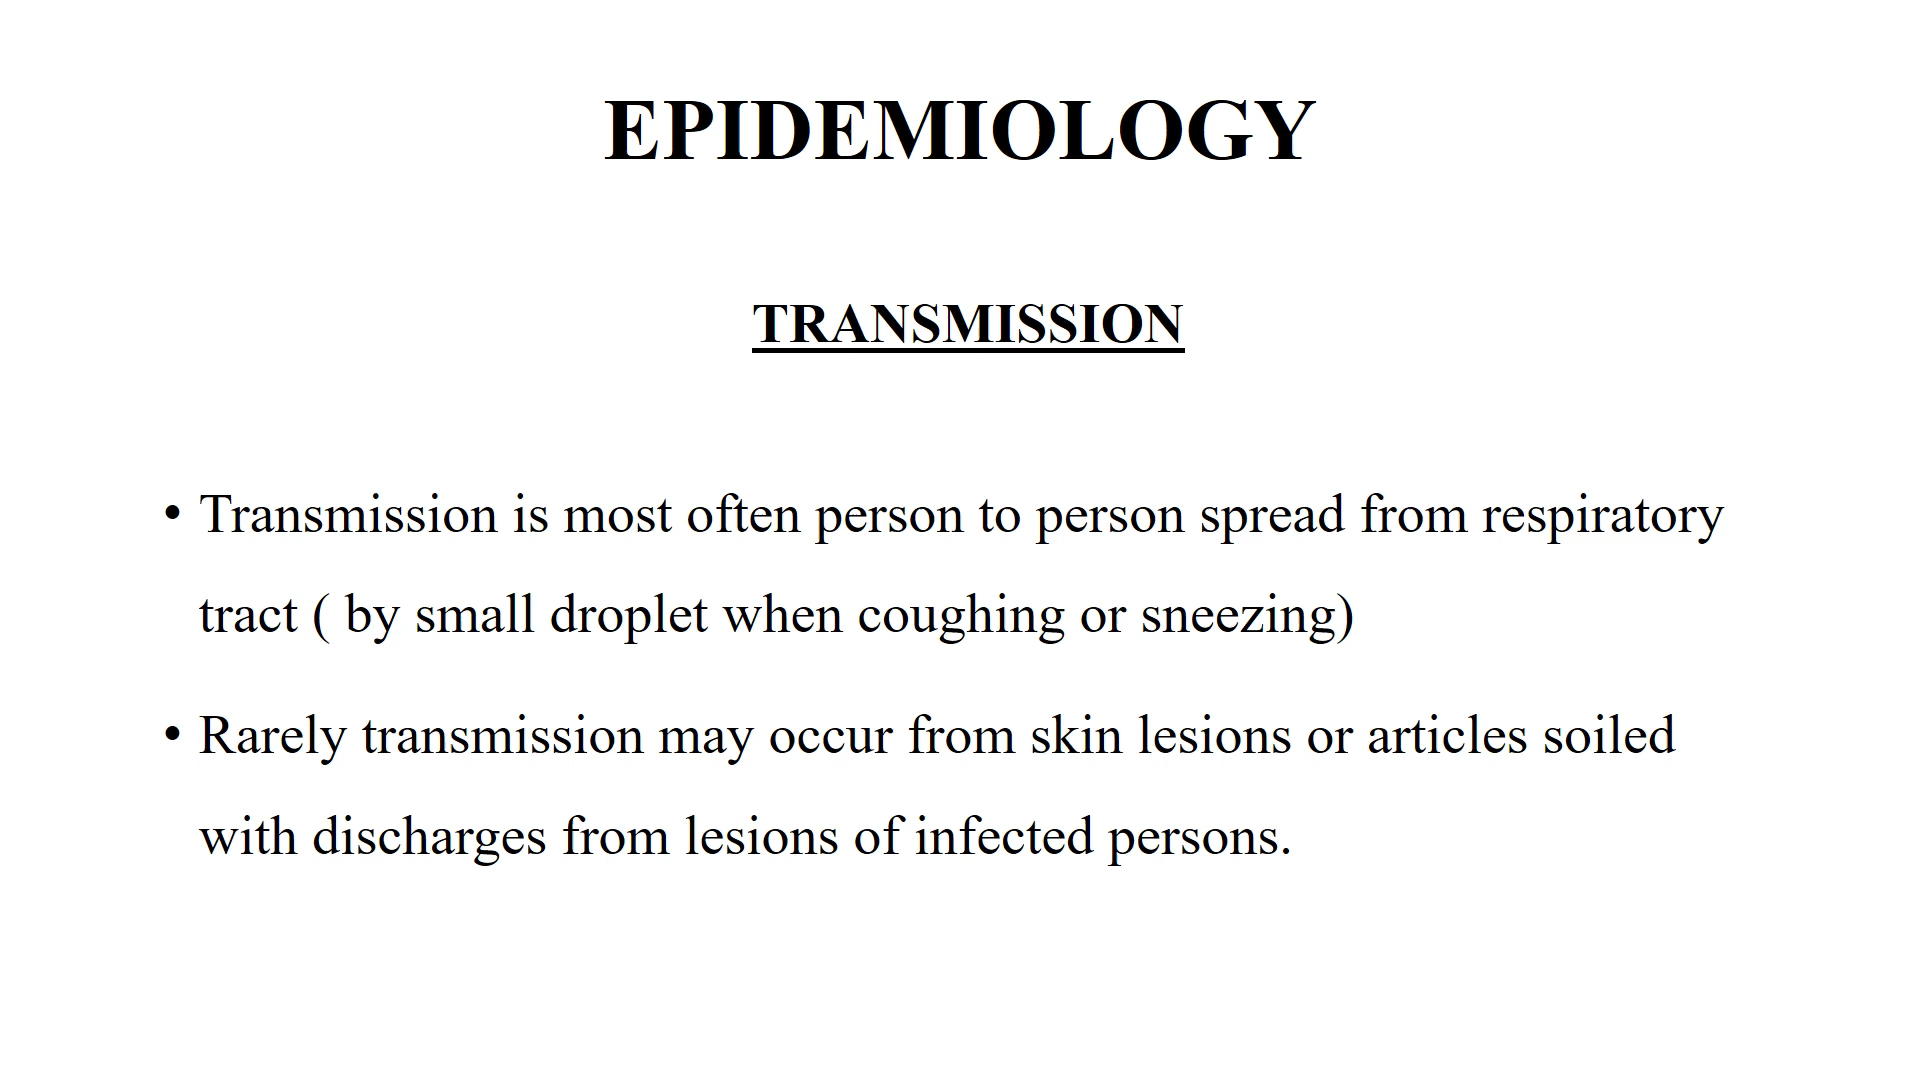 EPIDEMIOLOGY
TRANSMISSION
• Transmission is most often person to person spread from respiratory
tract ( by small droplet when coughing or sneezing)
• Rarely transmission may occur from skin lesions or articles soiled
with discharges from lesions of infected persons.